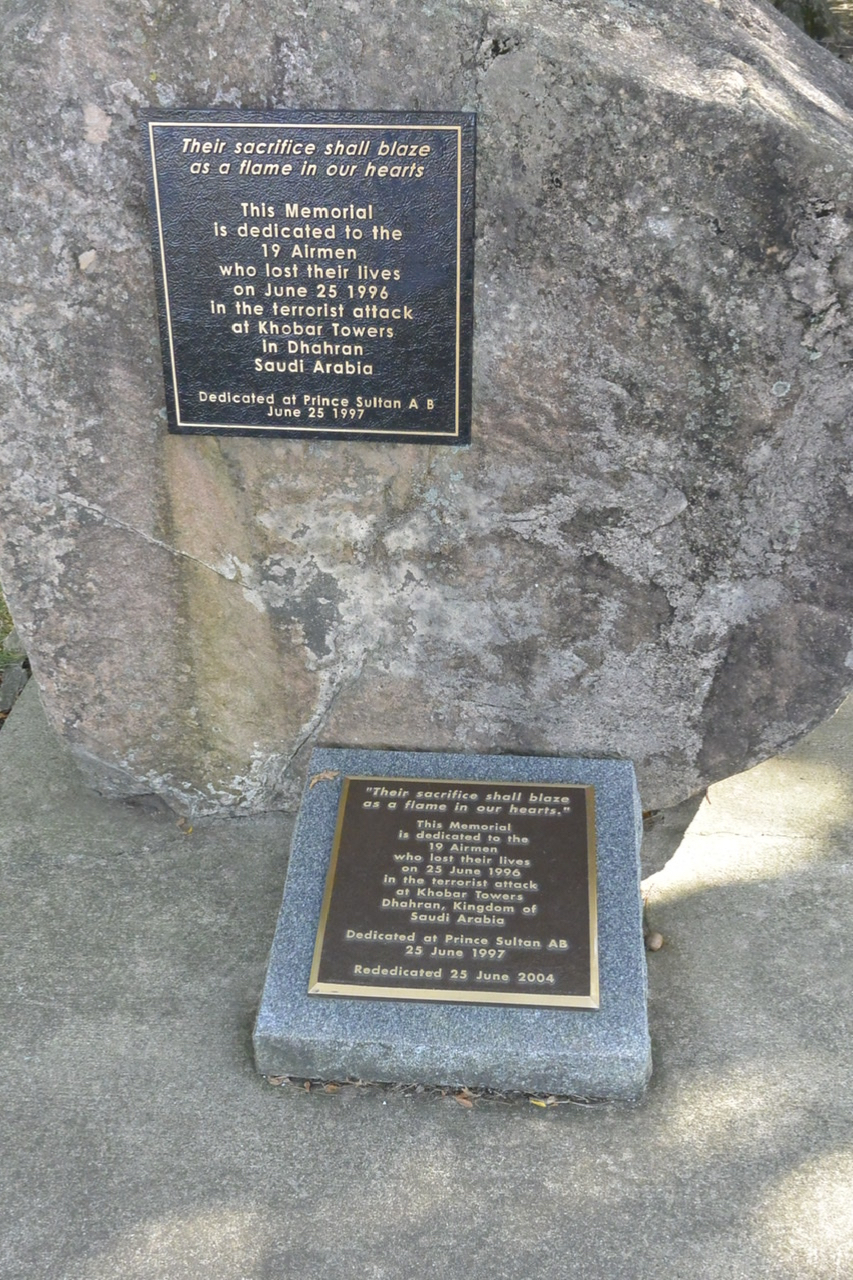 Their sacrifice shall blaze
as a flame in our hearts
This Memorial
is dedicated to the
19 Airmen
who lost their lives
on June 25 1996
in the terrorist attack
at Khobar Towers
in Dhahran
Saudi Arabia
Dedicated at Prince Sultan A B
June 25 1997
"Their sacrifice shall blaze
as a flame in our hearts."
This Memorial
is dedicated to the
19 Airmen
who lost their lives
on 25 June 1996
in the terrorist attack
at Khobar Towers
Dhahran, Kingdom of
Saudi Arabia
Dedicated at Prince Sultan AB
25 June 1997
Rededicated 25 June 2004